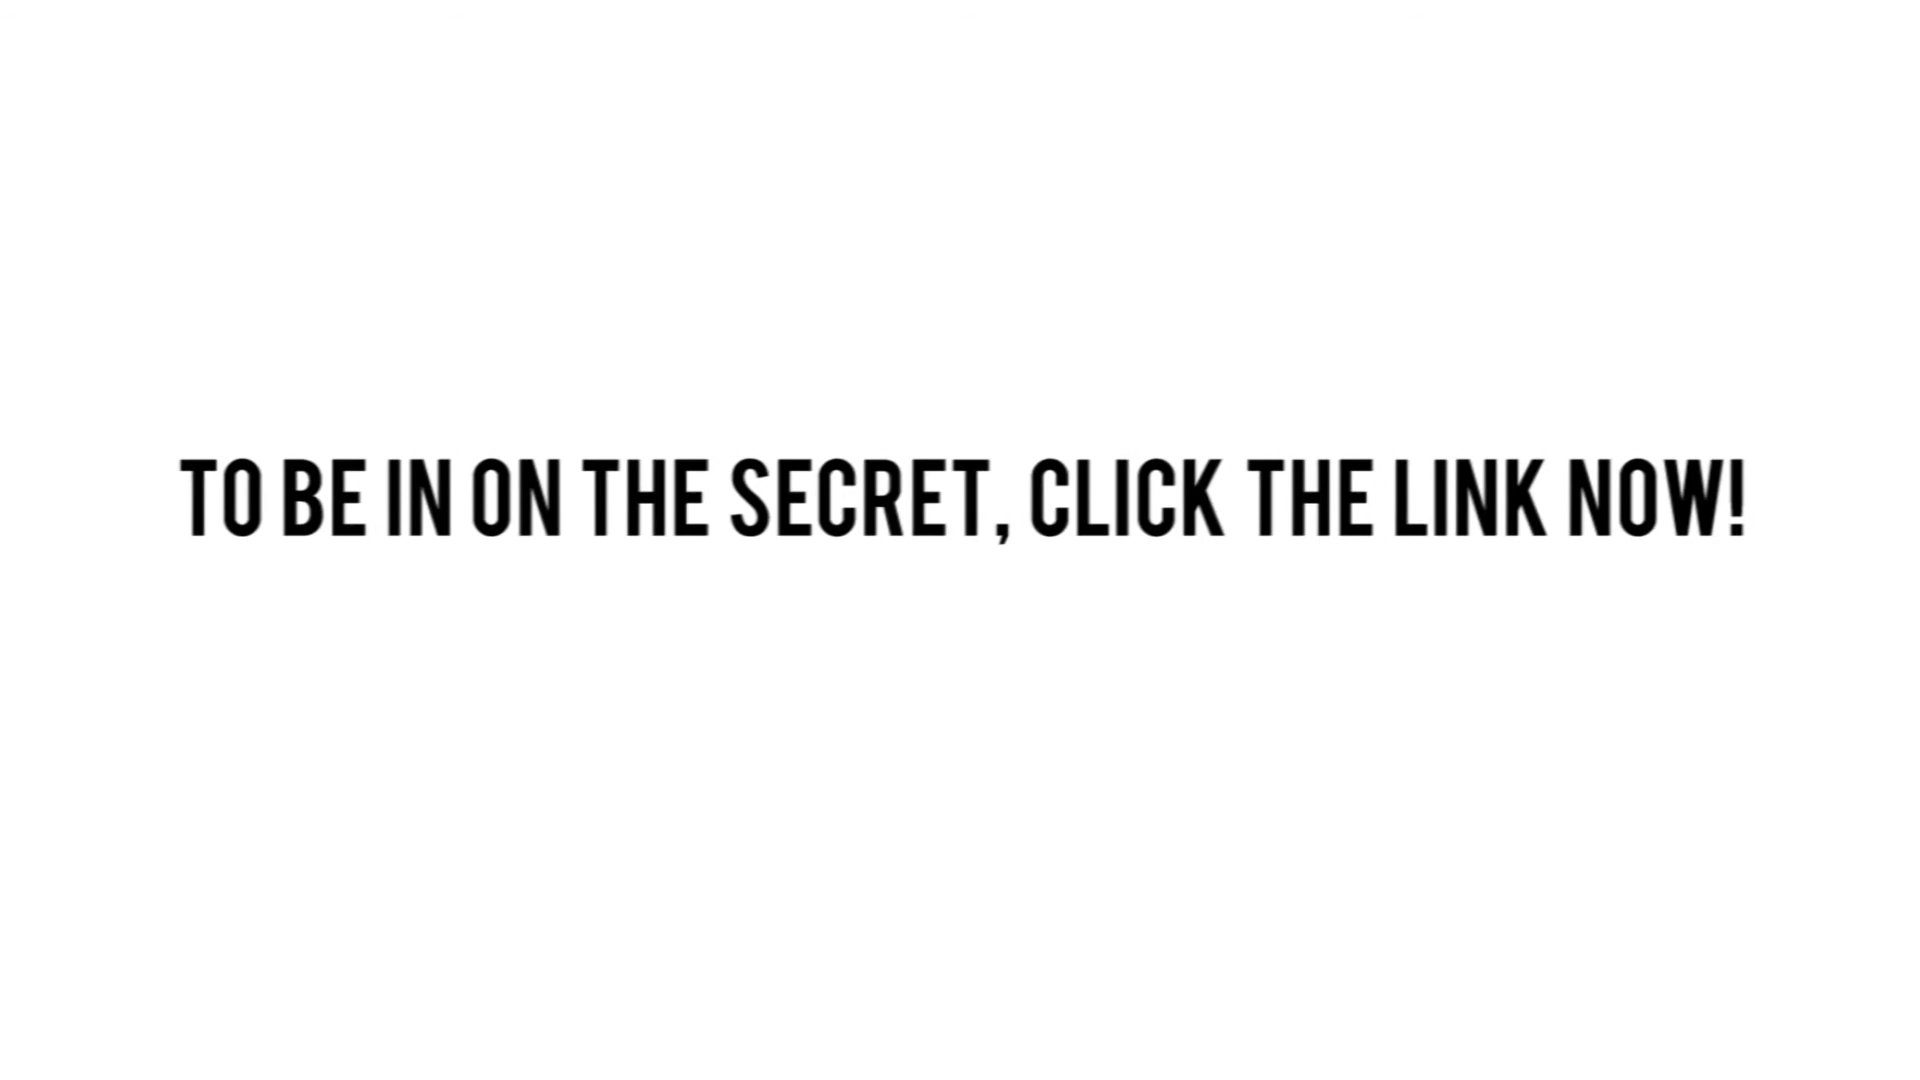 TO BE IN ON THE SECRET, CLICK THE LINK NOW!